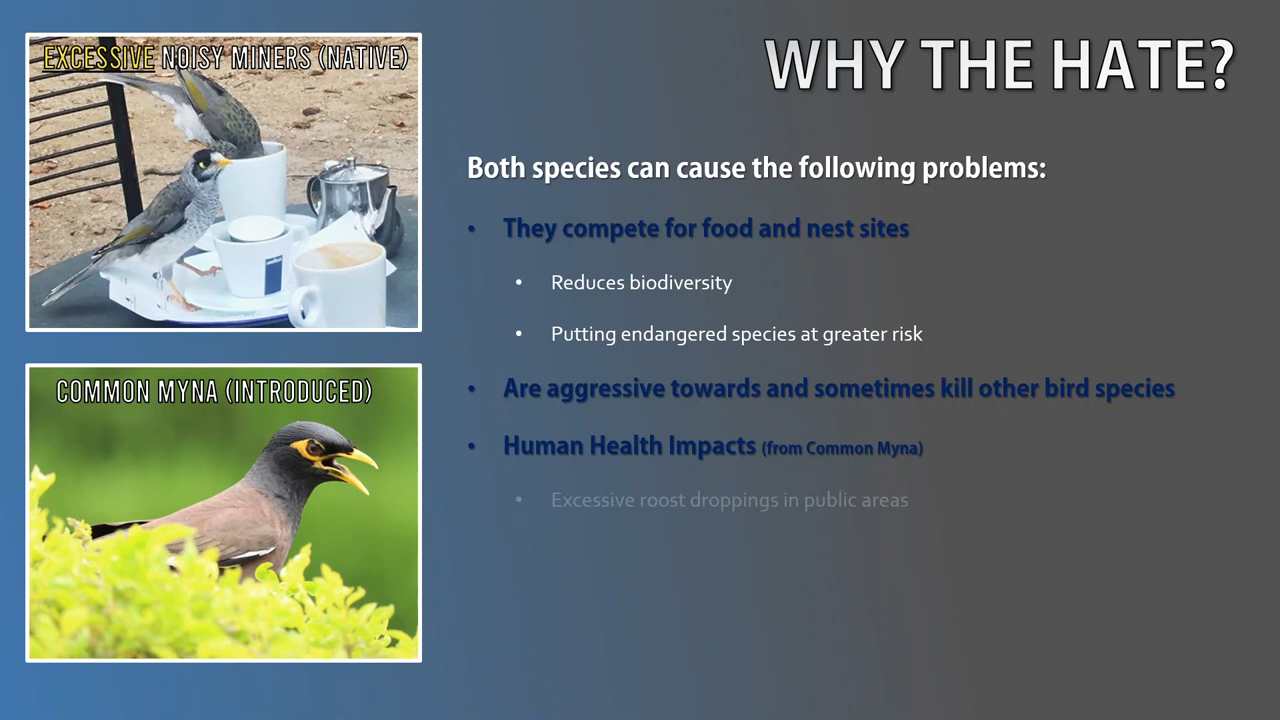 EXCESSIVE NOISY MINERS (NATIVE)
COMMON MYNA (INTRODUCED)
WHY THE HATE?
Both species can cause the following problems:
• They compete for food and nest sites
• Reduces biodiversity
• Putting endangered species at greater risk
• Are aggressive towards and sometimes kill other bird species
• Human Health Impacts (from Common Myna)
• Excessive roost droppings in public areas